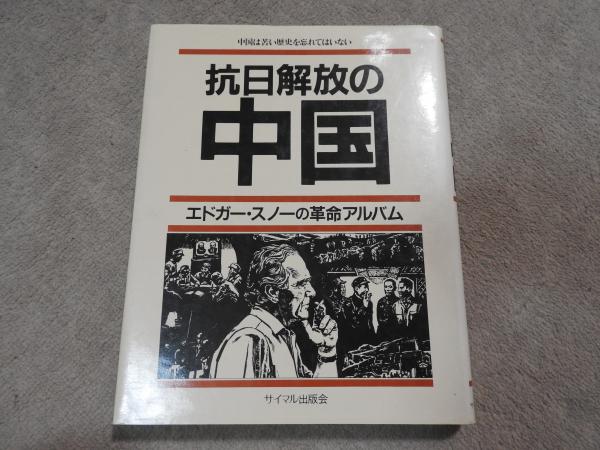 中国は苦い歴史を忘れてはいない
抗日解放の
中国
エドガー・スノーの革命アルバム
サイマル出版会